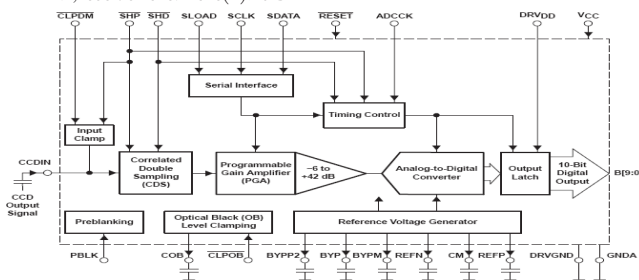 CLPDM SHP SHD SLOAD SCLK SDATA RESET ADCCK DRVDD VCC
Serial Interface
Timing Control
Input
Clamp
CCDIN
CCD
Output
Signal
Correlated
Double
Sampling
(CDS)
Programmable
Gain Amplifier
(PGA)
–6 to
+42 dB
Analog-to-Digital
Converter
Output
Latch
10-Bit
Digital
Output
B[9:0
Preblanking
Optical Black (OB)
Level Clamping
Reference Voltage Generator
PBLK COB CLPOB BYPP2 BYP BYPM REFN CM REFP DRVGND GNDA